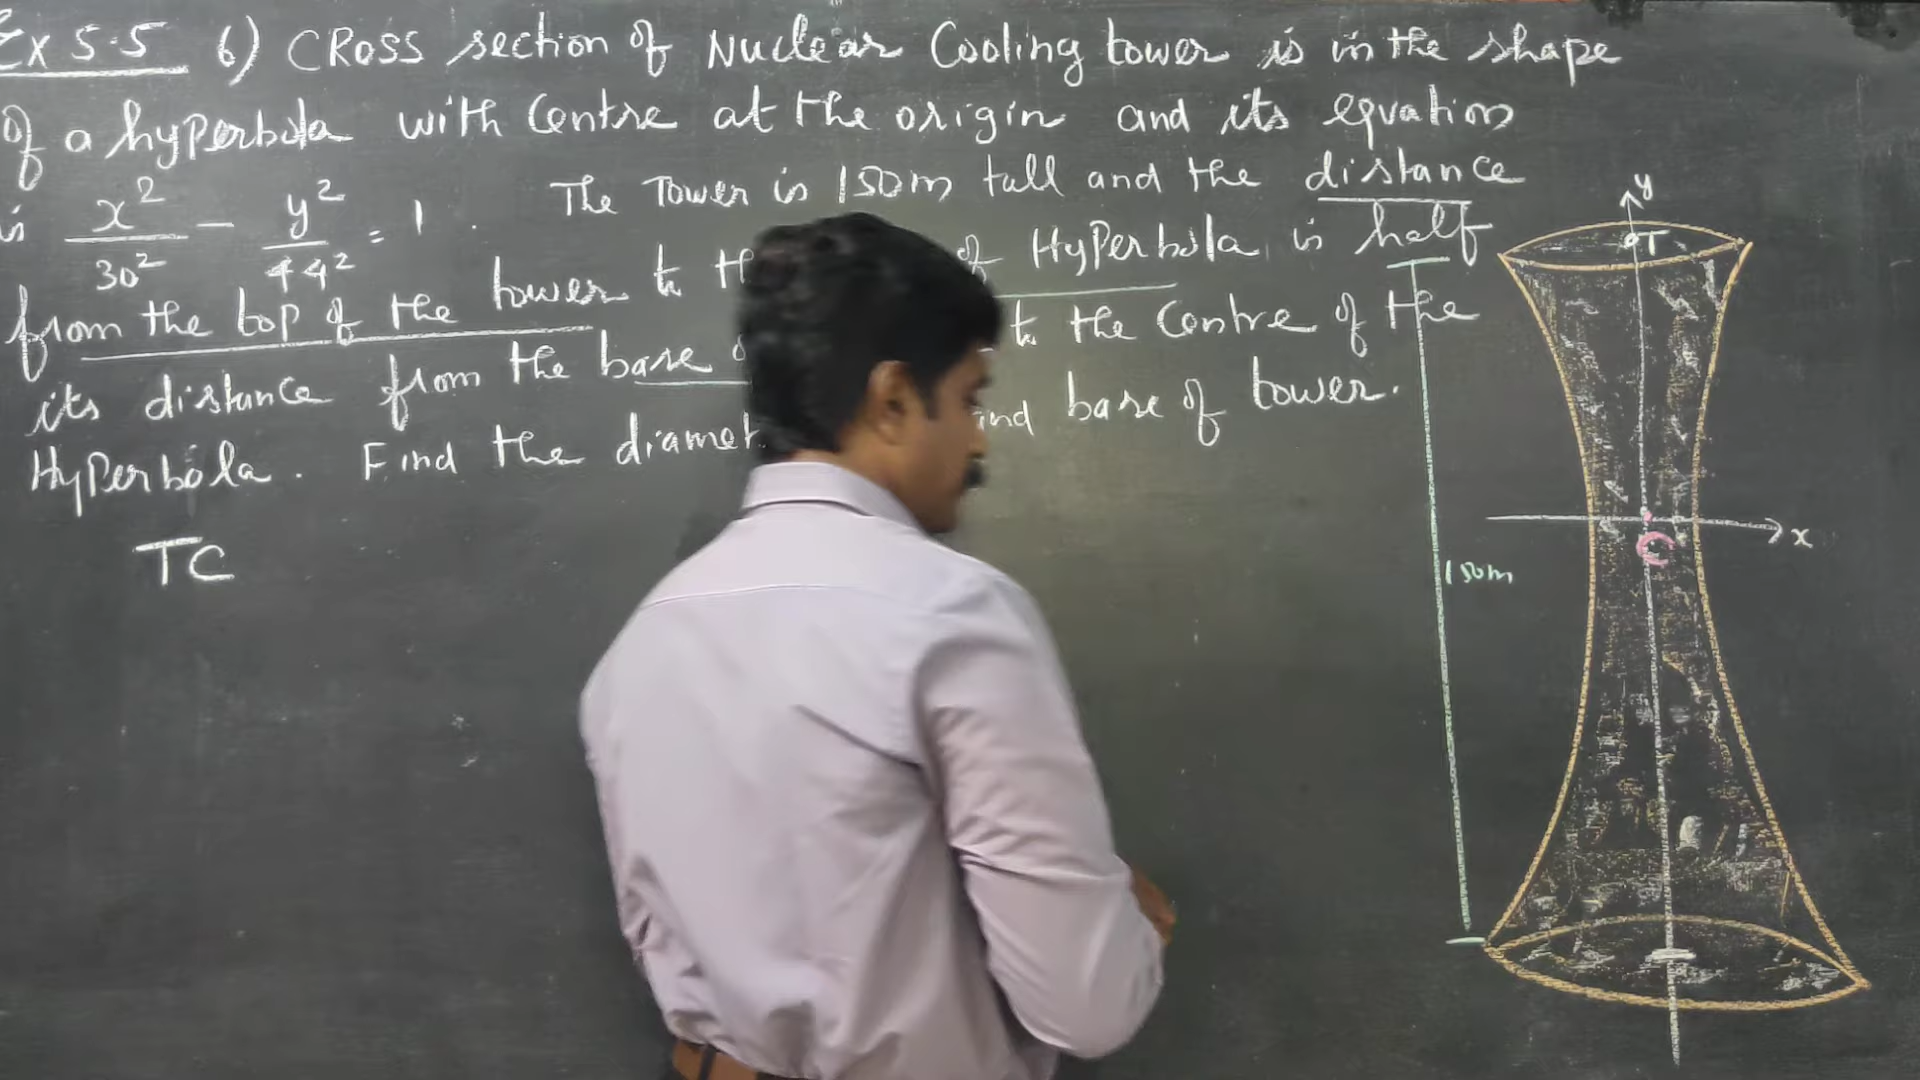 Ex 5.5 6) CROSS section of Nuclear Cooling tower is in the shape
of a hyperbola with Centre at the origin and its equation
is x²/30² - y²/44² = 1 . The Tower is 150m tall and the distance
from the top of the tower to of Hyperbola is half
its distance from the base to the Centre of the
Hyperbola. Find the base of tower.
TC
y
T
x
C
150m